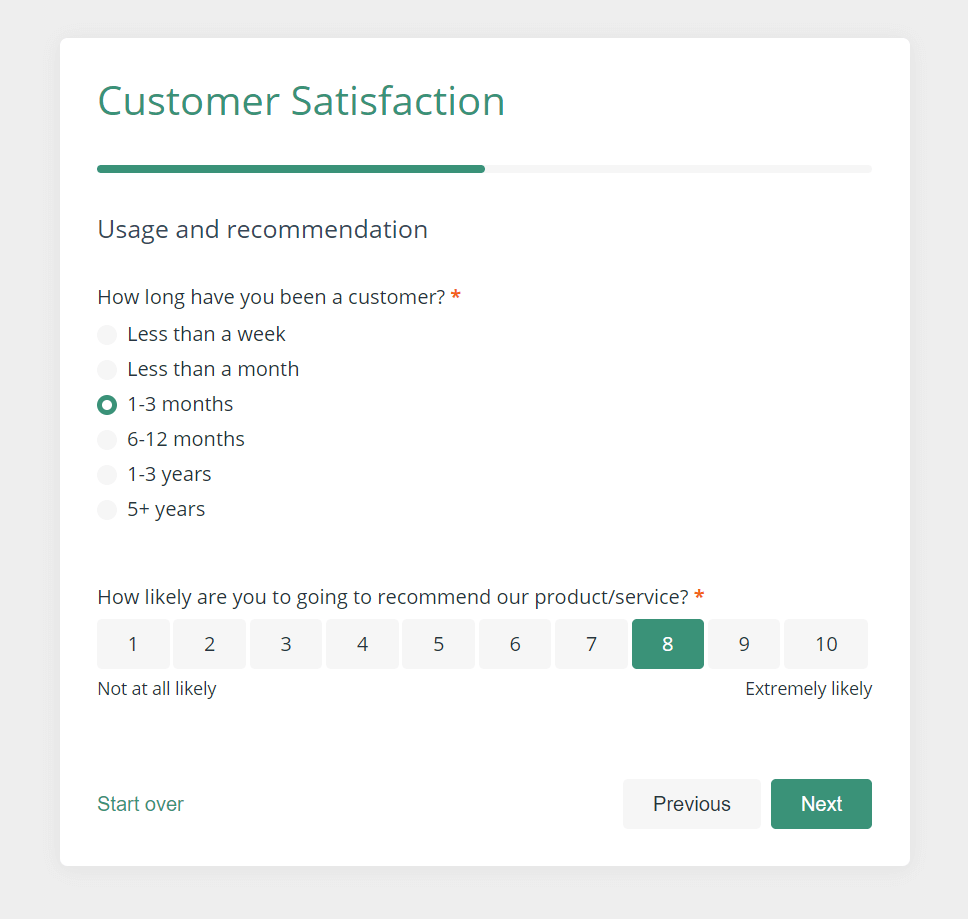 Customer Satisfaction
Usage and recommendation
How long have you been a customer? *
Less than a week
Less than a month
1-3 months
6-12 months
1-3 years
5+ years
How likely are you to going to recommend our product/service? *
1 2 3 4 5 6 7 8 9 10
Not at all likely Extremely likely
Start over Previous Next